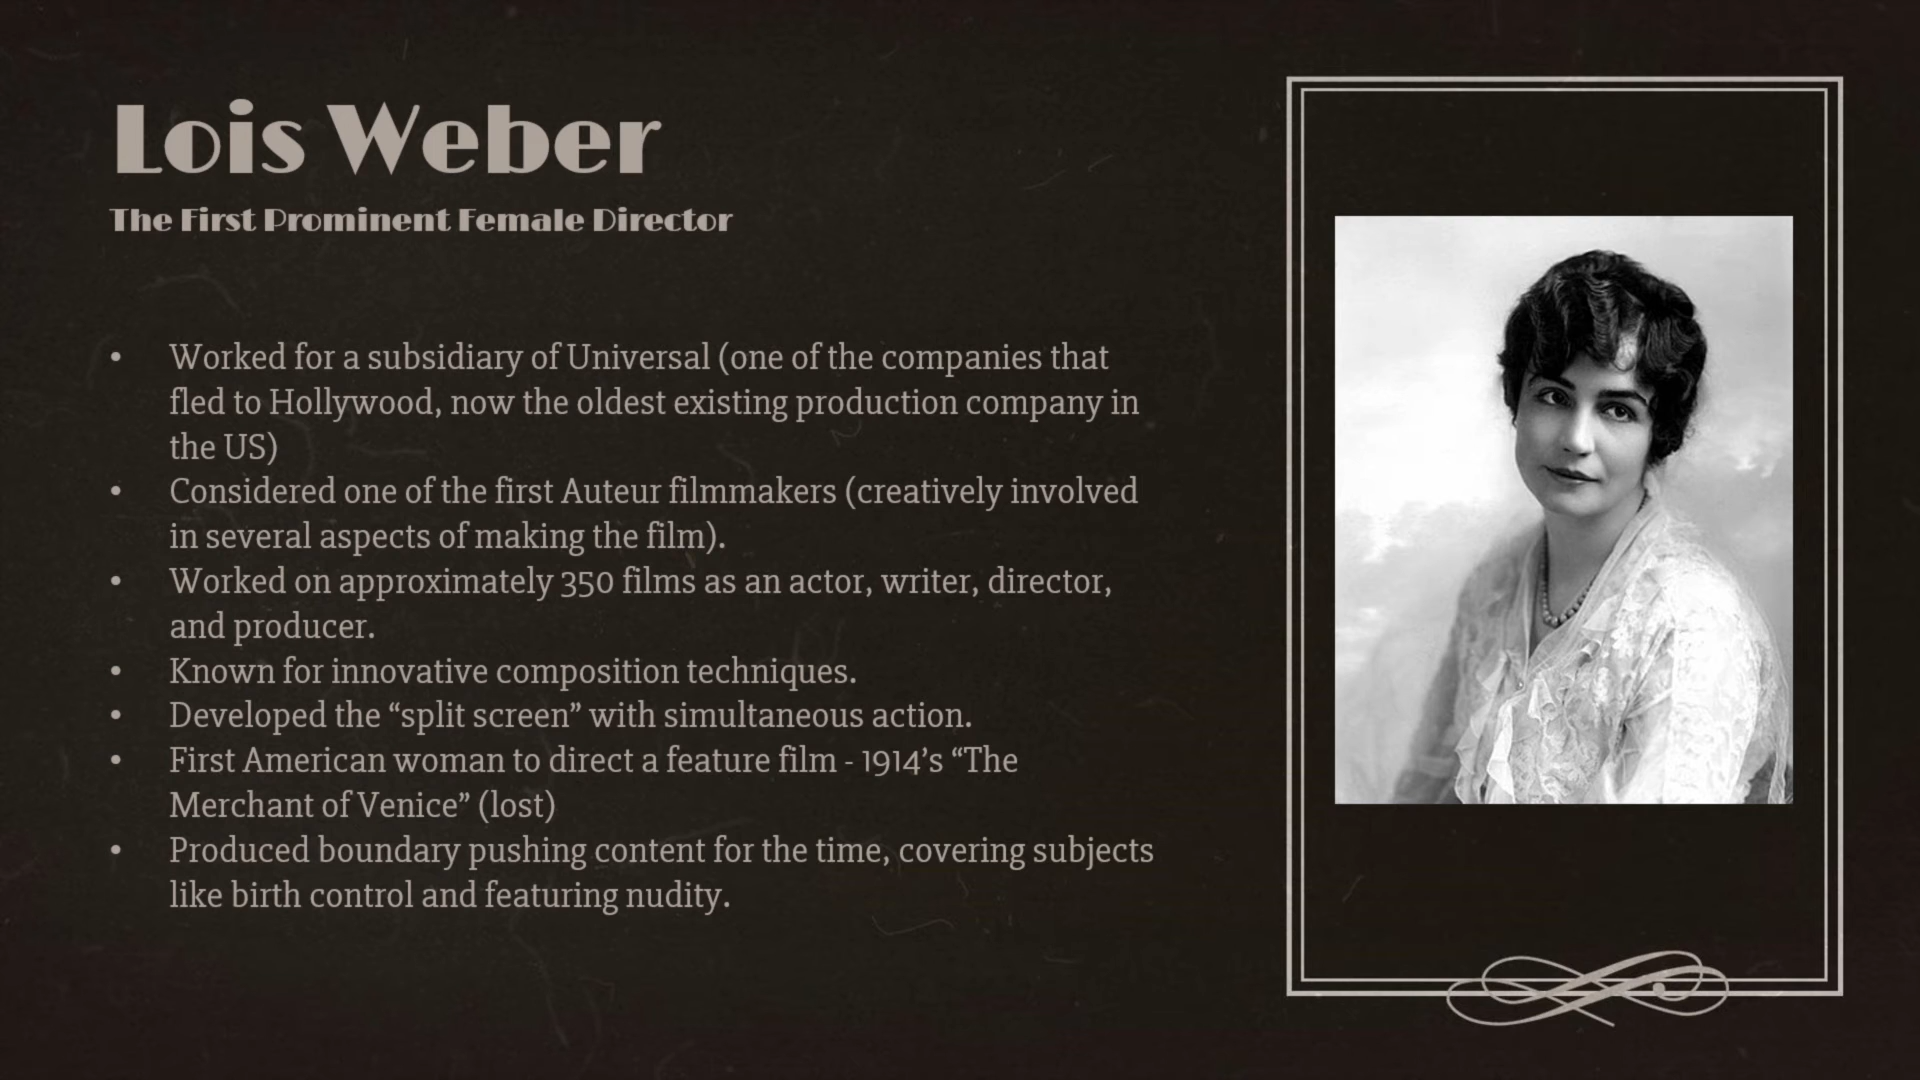 Lois Weber
The First Prominent Female Director
• Worked for a subsidiary of Universal (one of the companies that
fled to Hollywood, now the oldest existing production company in
the US)
• Considered one of the first Auteur filmmakers (creatively involved
in several aspects of making the film).
• Worked on approximately 350 films as an actor, writer, director,
and producer.
• Known for innovative composition techniques.
• Developed the “split screen” with simultaneous action.
• First American woman to direct a feature film - 1914’s “The
Merchant of Venice” (lost)
• Produced boundary pushing content for the time, covering subjects
like birth control and featuring nudity.